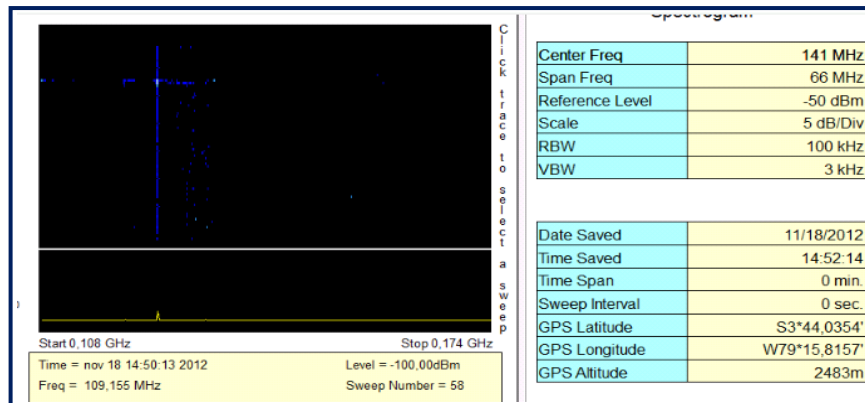 Spectrogram
Click trace to select a sweep
Start 0,108 GHz Stop 0,174 GHz
Time = nov 18 14:50:13 2012 Level = -100,00dBm
Freq = 109,155 MHz Sweep Number = 58
Center Freq 141 MHz
Span Freq 66 MHz
Reference Level -50 dBm
Scale 5 dB/Div
RBW 100 kHz
VBW 3 kHz
Date Saved 11/18/2012
Time Saved 14:52:14
Time Span 0 min.
Sweep Interval 0 sec.
GPS Latitude S3*44,0354'
GPS Longitude W79*15,8157'
GPS Altitude 2483m